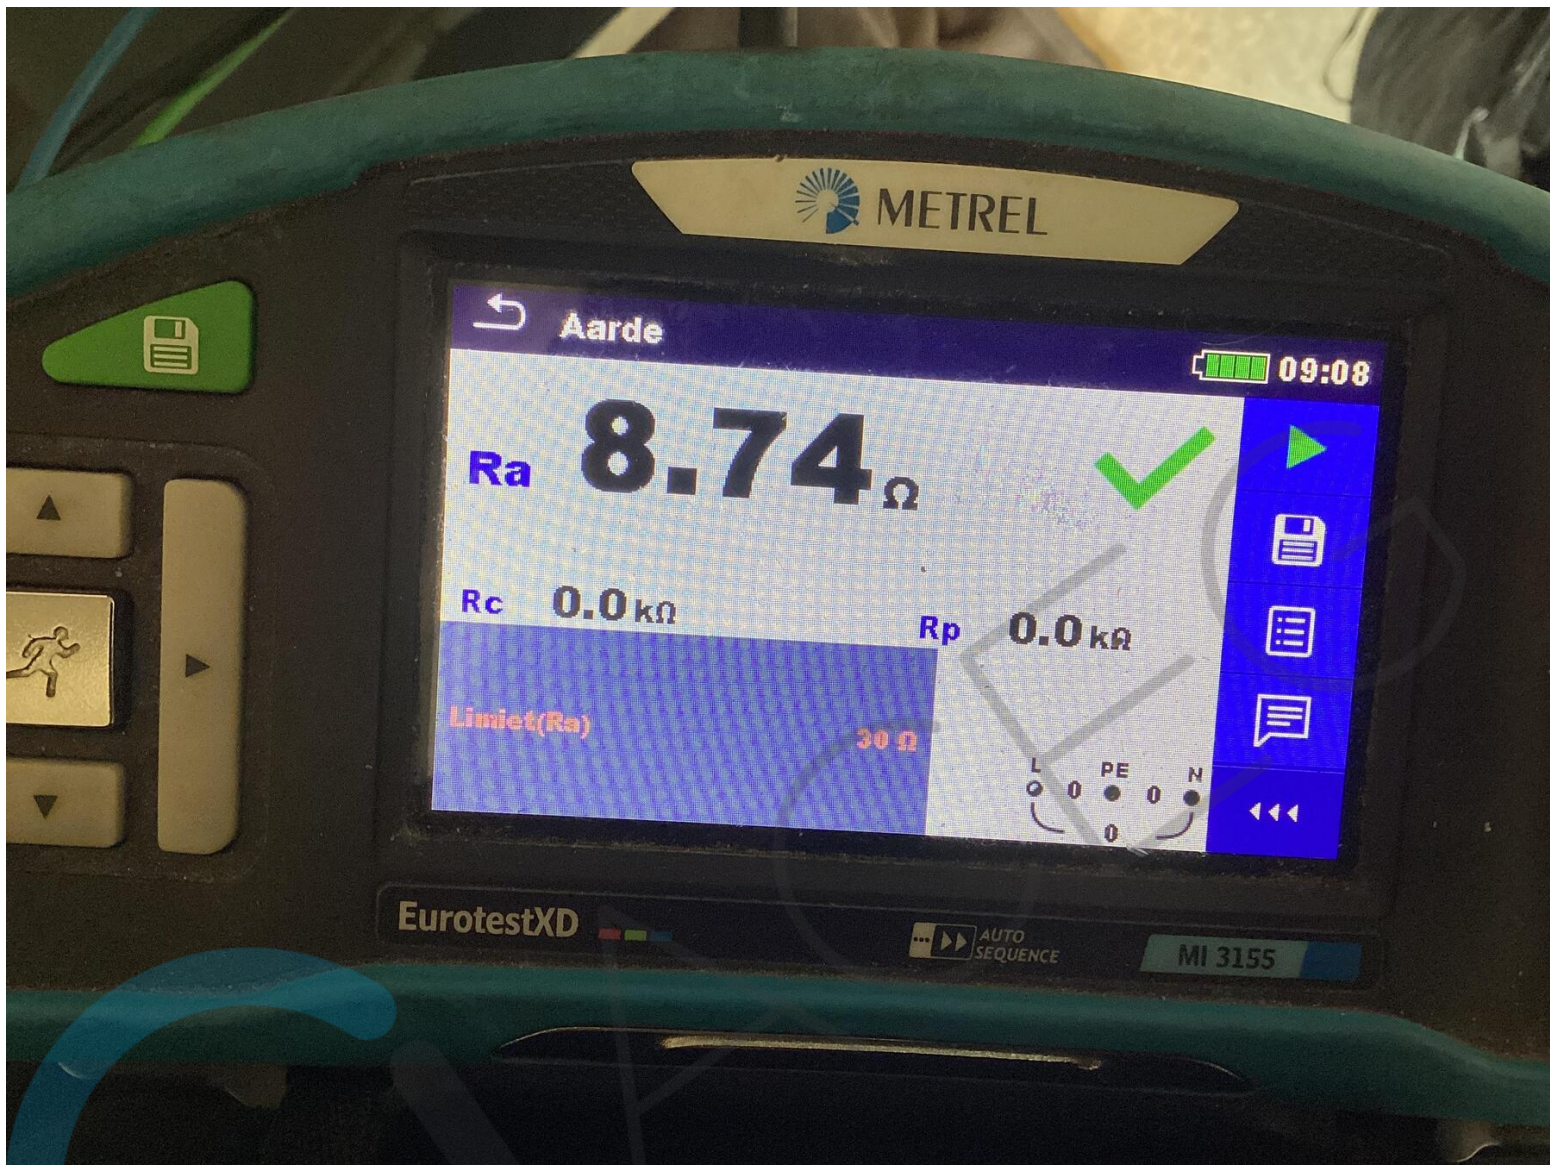 METREL
Aarde
09:08
Ra 8.74 Ω
Rc 0.0 kΩ
Rp 0.0 kΩ
Limiet(Ra) 30 Ω
L PE N
0 0
0
EurotestXD
AUTO
SEQUENCE
MI 3155